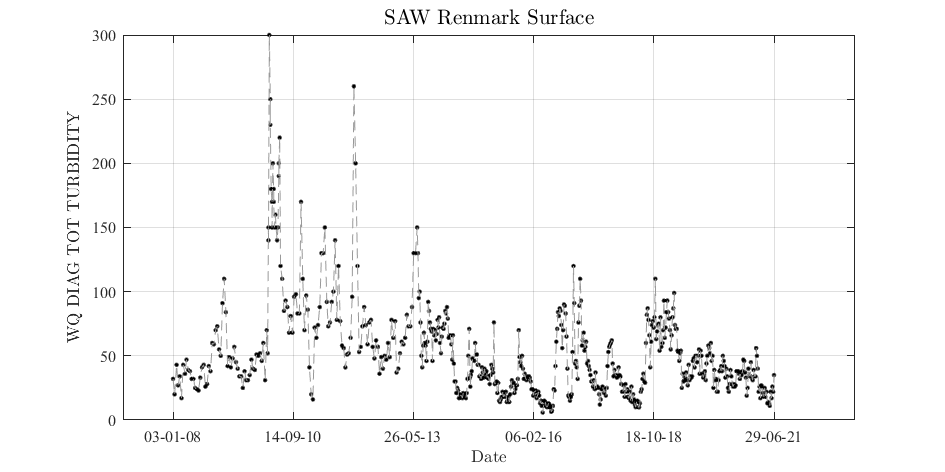 SAW Renmark Surface
WQ DIAG TOT TURBIDITY
300
250
200
150
100
50
0
03-01-08 14-09-10 26-05-13 06-02-16 18-10-18 29-06-21
Date